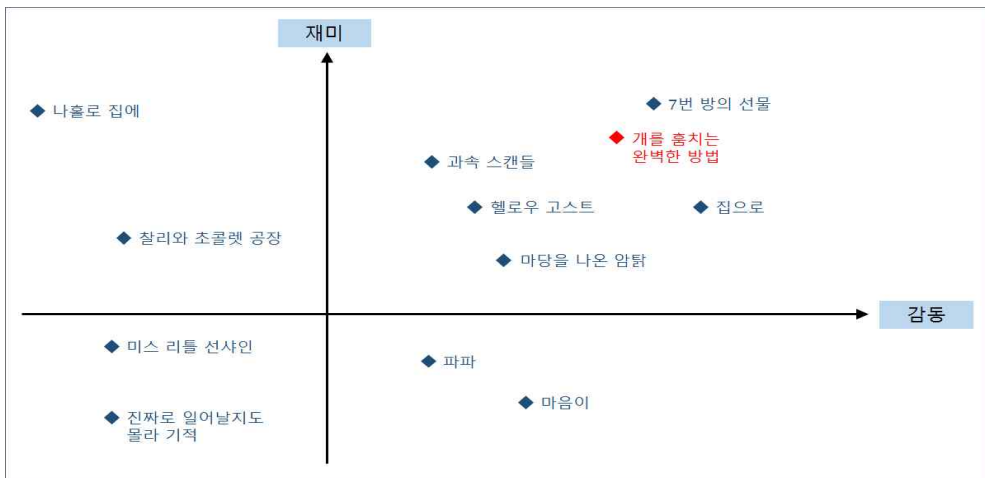 재미
나홀로 집에
7번 방의 선물
개를 훔치는
완벽한 방법
과속 스캔들
헬로우 고스트
집으로
찰리와 초콜렛 공장
마당을 나온 암탉
감동
미스 리틀 선샤인
파파
마음이
진짜로 일어날지도
몰라 기적